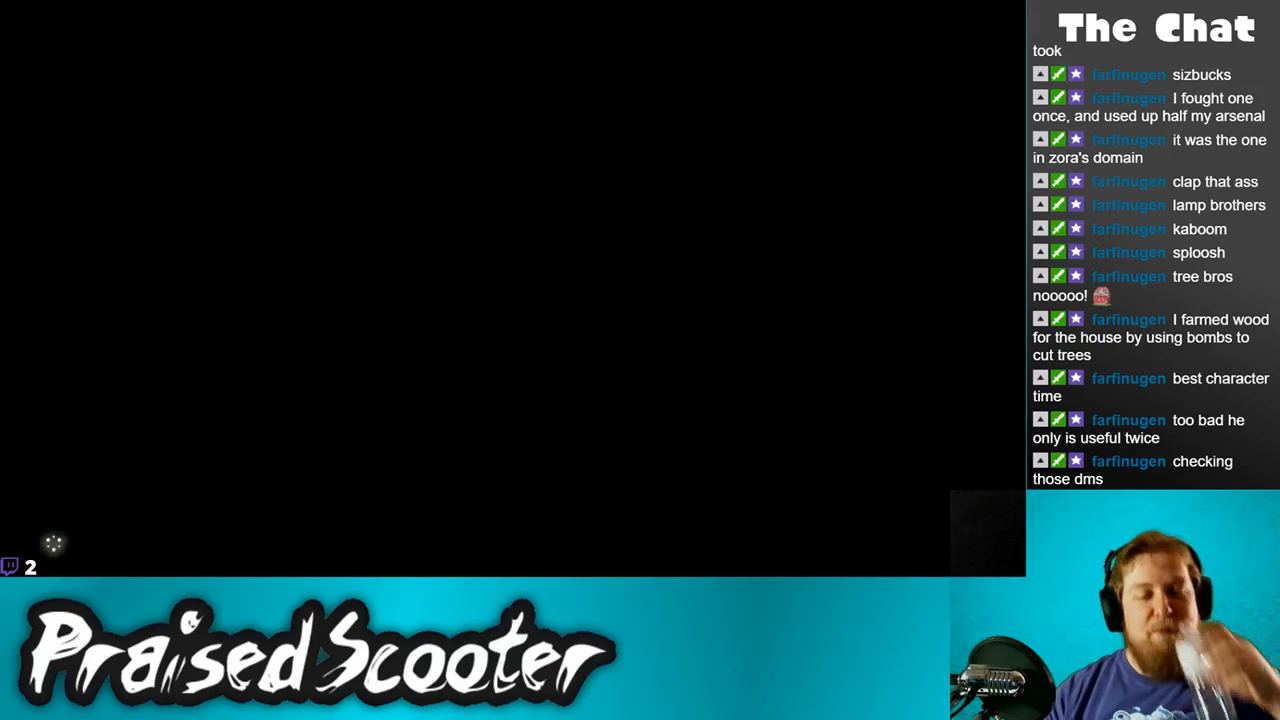 The Chat
took
farfinugen sizbucks
farfinugen I fought one
once, and used up half my arsenal
farfinugen it was the one
in zora's domain
farfinugen clap that ass
farfinugen lamp brothers
farfinugen kaboom
farfinugen sploosh
farfinugen tree bros
nooooo!
farfinugen I farmed wood
for the house by using bombs to
cut trees
farfinugen best character
time
farfinugen too bad he
only is useful twice
farfinugen checking
those dms
2
PraisedScooter